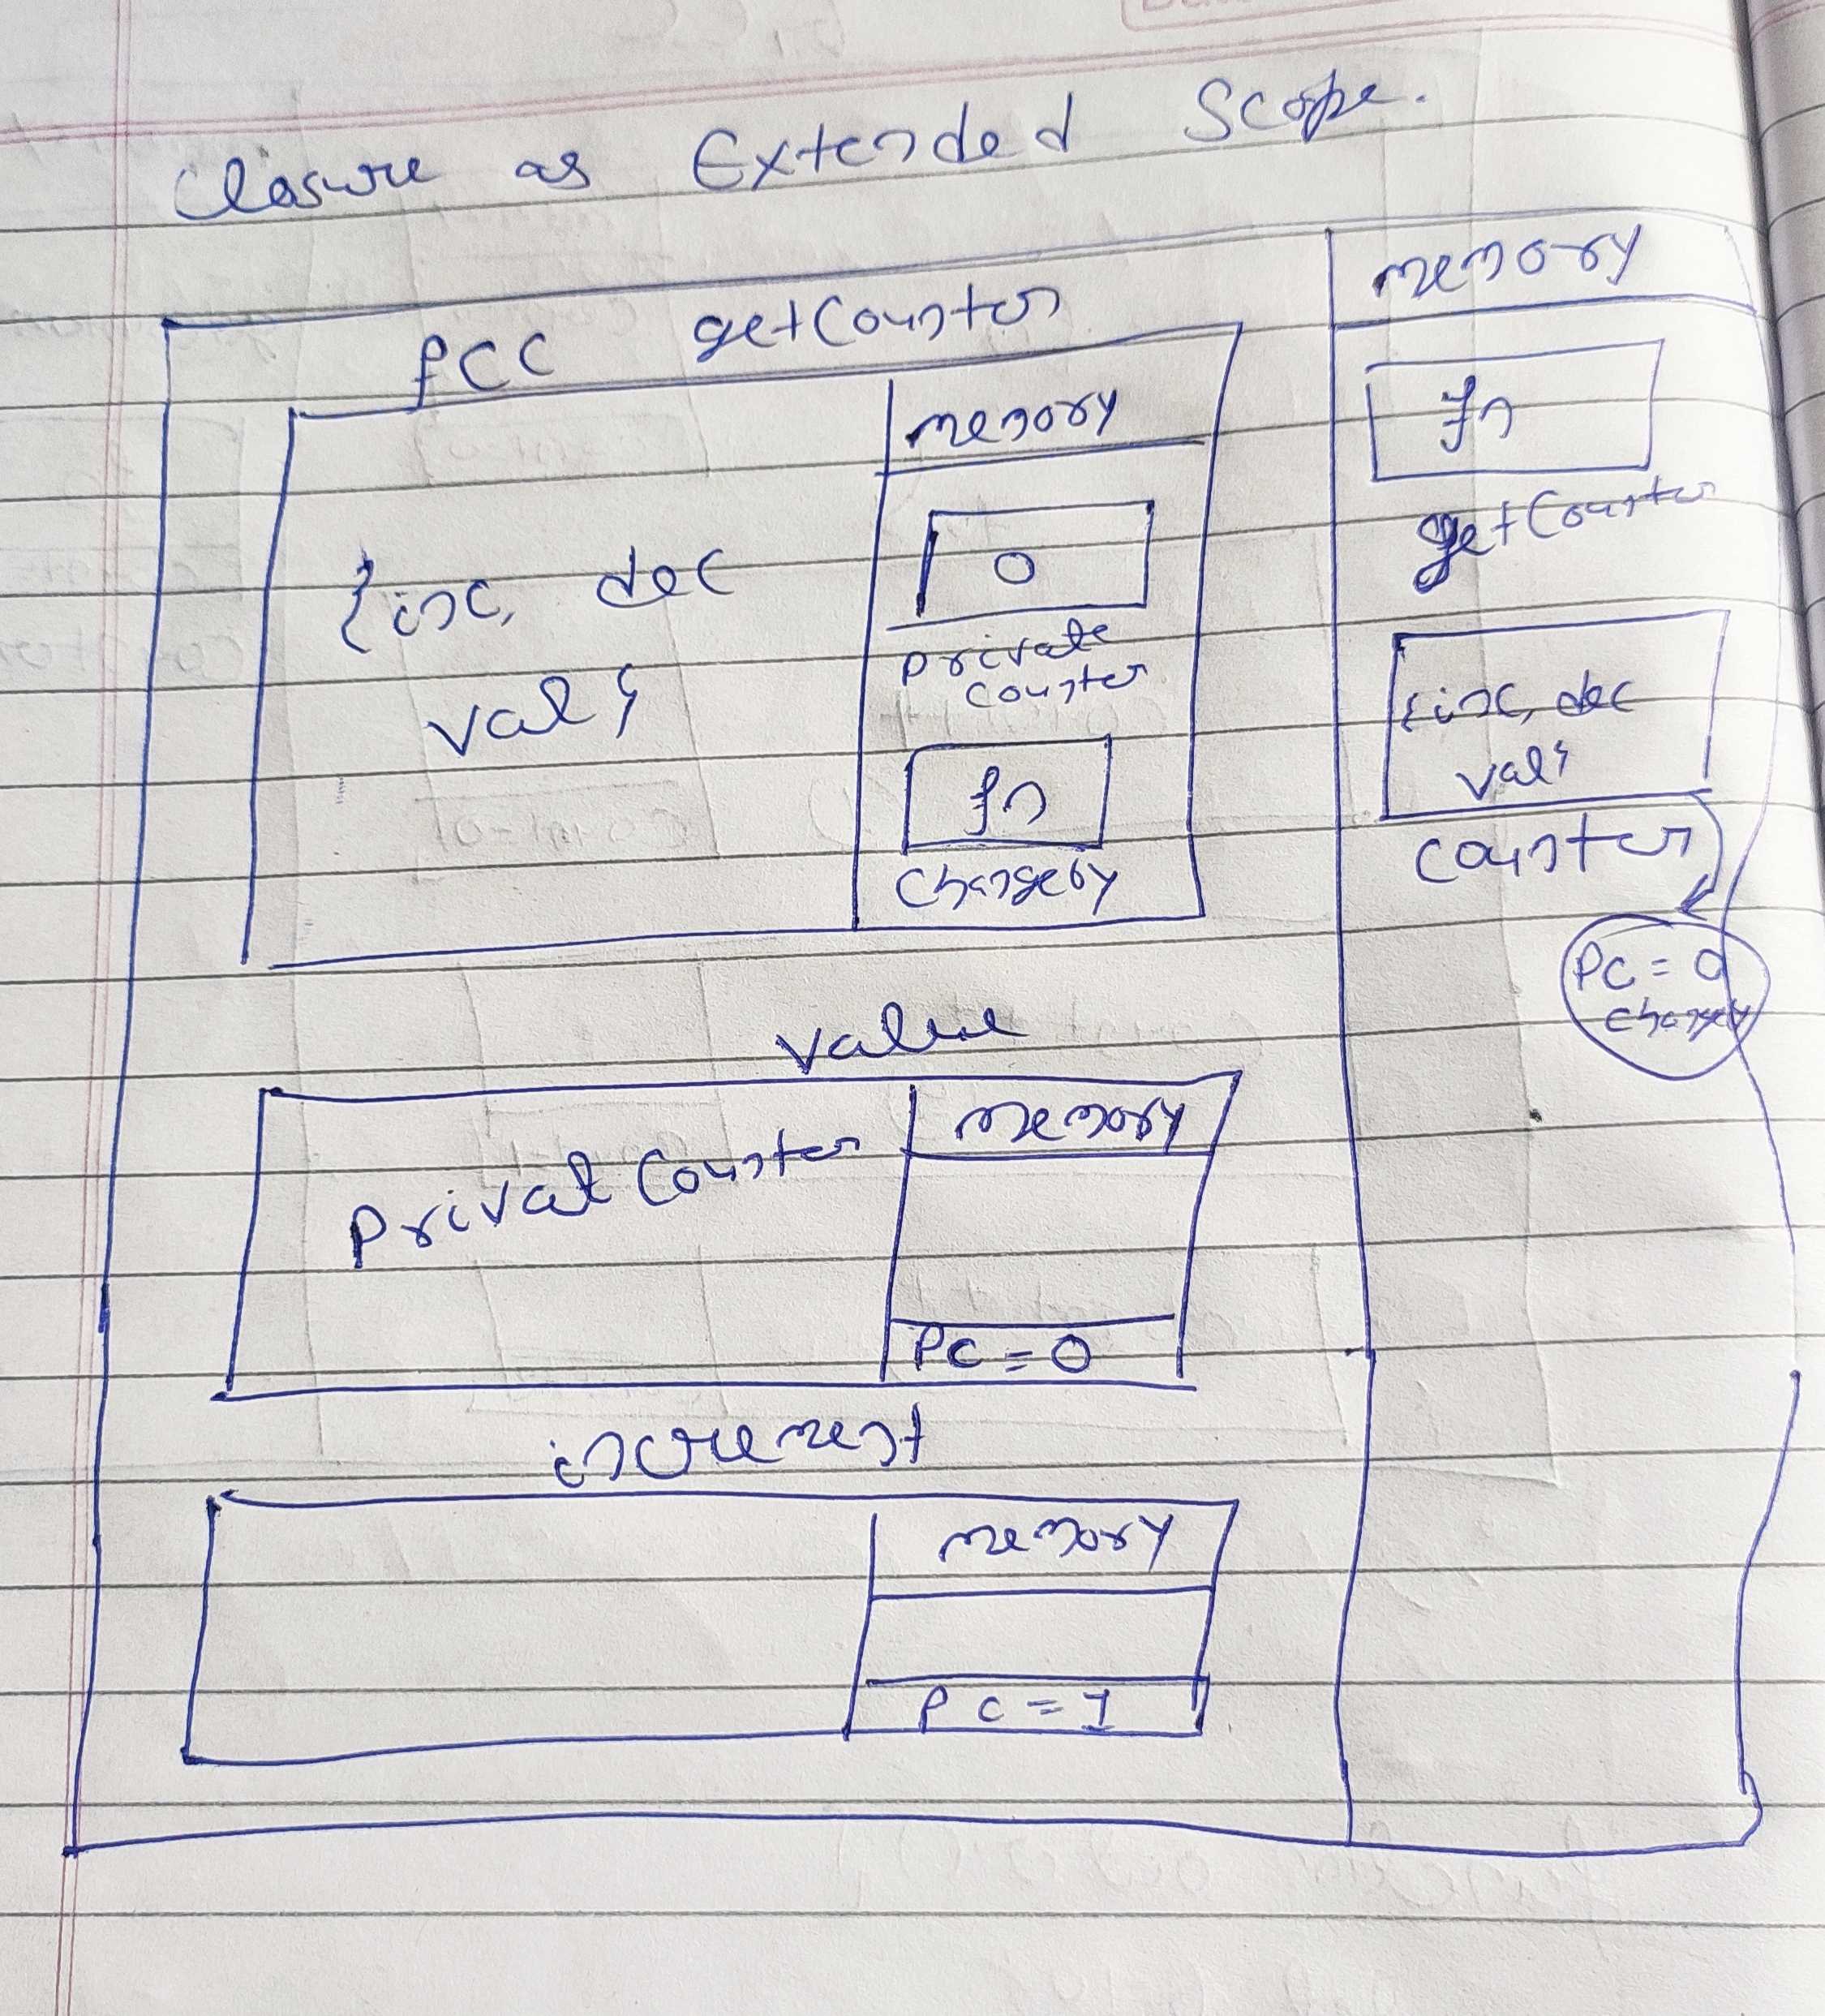 Closure as Extended Scope.
memory
fCC getCounter
memory
fn
getCounter
0
{inc, dec
val}
private
counter
{inc, dec
val}
counter
fn
changeby
PC = 0
changeby
value
memory
privat Counter
PC = 0
increment
memory
PC = 1